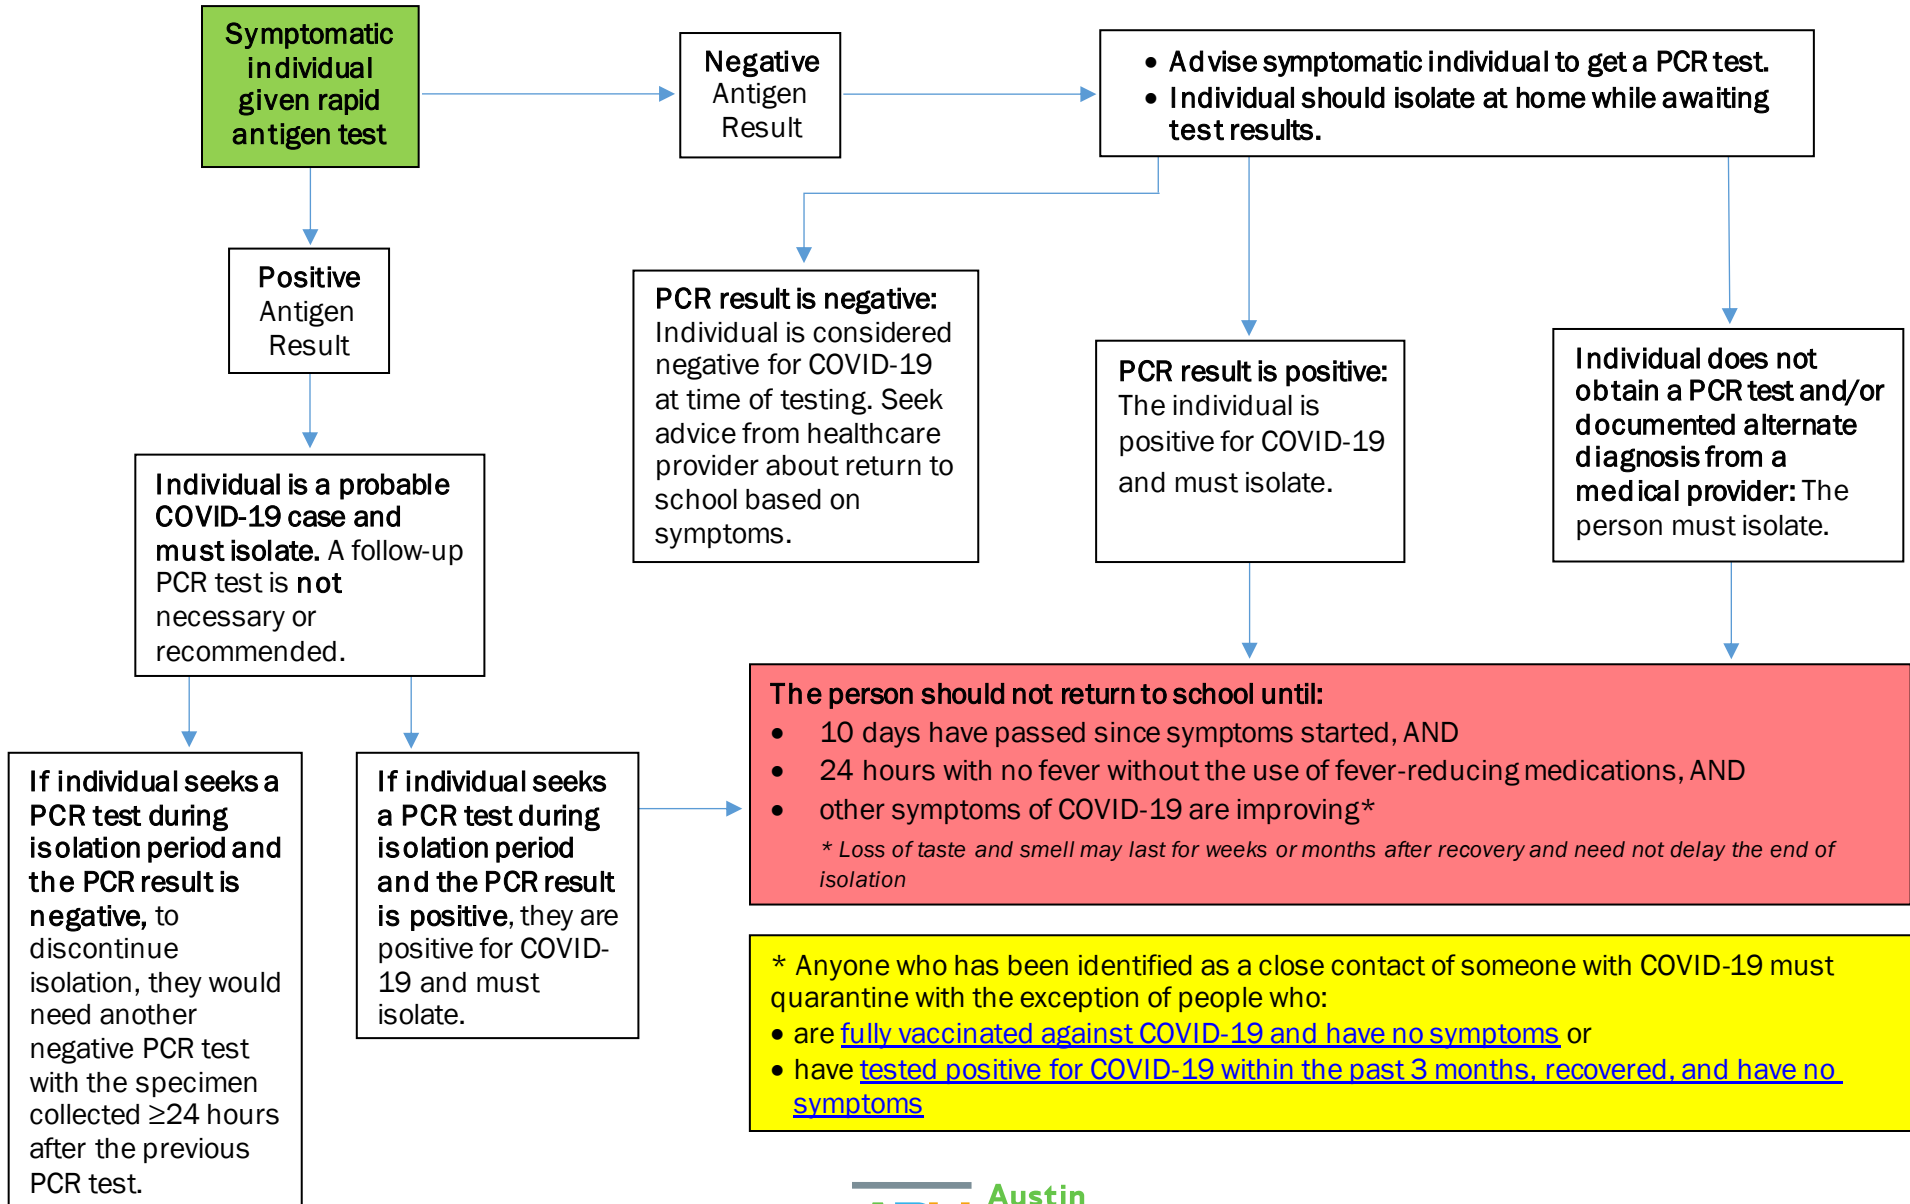 Symptomatic
individual
given rapid
antigen test
Negative
Antigen
Result
• Advise symptomatic individual to get a PCR test.
• Individual should isolate at home while awaiting
test results.
Positive
Antigen
Result
PCR result is negative:
Individual is considered
negative for COVID-19
at time of testing. Seek
advice from healthcare
provider about return to
school based on
symptoms.
PCR result is positive:
The individual is
positive for COVID-19
and must isolate.
Individual does not
obtain a PCR test and/or
documented alternate
diagnosis from a
medical provider: The
person must isolate.
Individual is a probable
COVID-19 case and
must isolate. A follow-up
PCR test is not
necessary or
recommended.
If individual seeks a
PCR test during
isolation period and
the PCR result is
negative, to
discontinue
isolation, they would
need another
negative PCR test
with the specimen
collected ≥24 hours
after the previous
PCR test.
If individual seeks
a PCR test during
isolation period
and the PCR result
is positive, they are
positive for COVID-
19 and must
isolate.
The person should not return to school until:
• 10 days have passed since symptoms started, AND
• 24 hours with no fever without the use of fever-reducing medications, AND
• other symptoms of COVID-19 are improving*
* Loss of taste and smell may last for weeks or months after recovery and need not delay the end of
isolation
* Anyone who has been identified as a close contact of someone with COVID-19 must
quarantine with the exception of people who:
• are fully vaccinated against COVID-19 and have no symptoms or
• have tested positive for COVID-19 within the past 3 months, recovered, and have no
symptoms
Austin